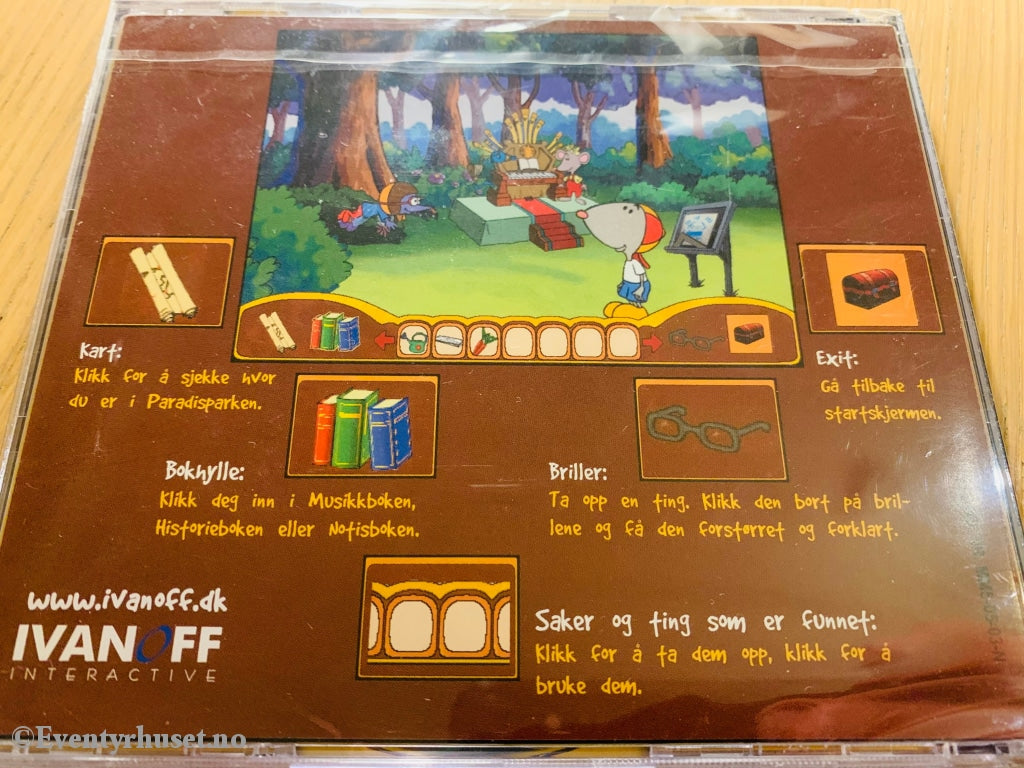 Kart:
Klikk for å sjekke hvor
du er i Paradisparken.
Exit:
Gå tilbake til
startskjermen.
Bokhylle:
Klikk deg inn i Musikkboken,
Historieboken eller Notisboken.
Briller:
Ta opp en ting. Klikk den bort på bril-
lene og få den forstørret og forklart.
www.ivanoff.dk
IVANOFF
INTERACTIVE
Saker og ting som er funnet:
Klikk for å ta dem opp, klikk for å
bruke dem.
©Eventyrhuset.no